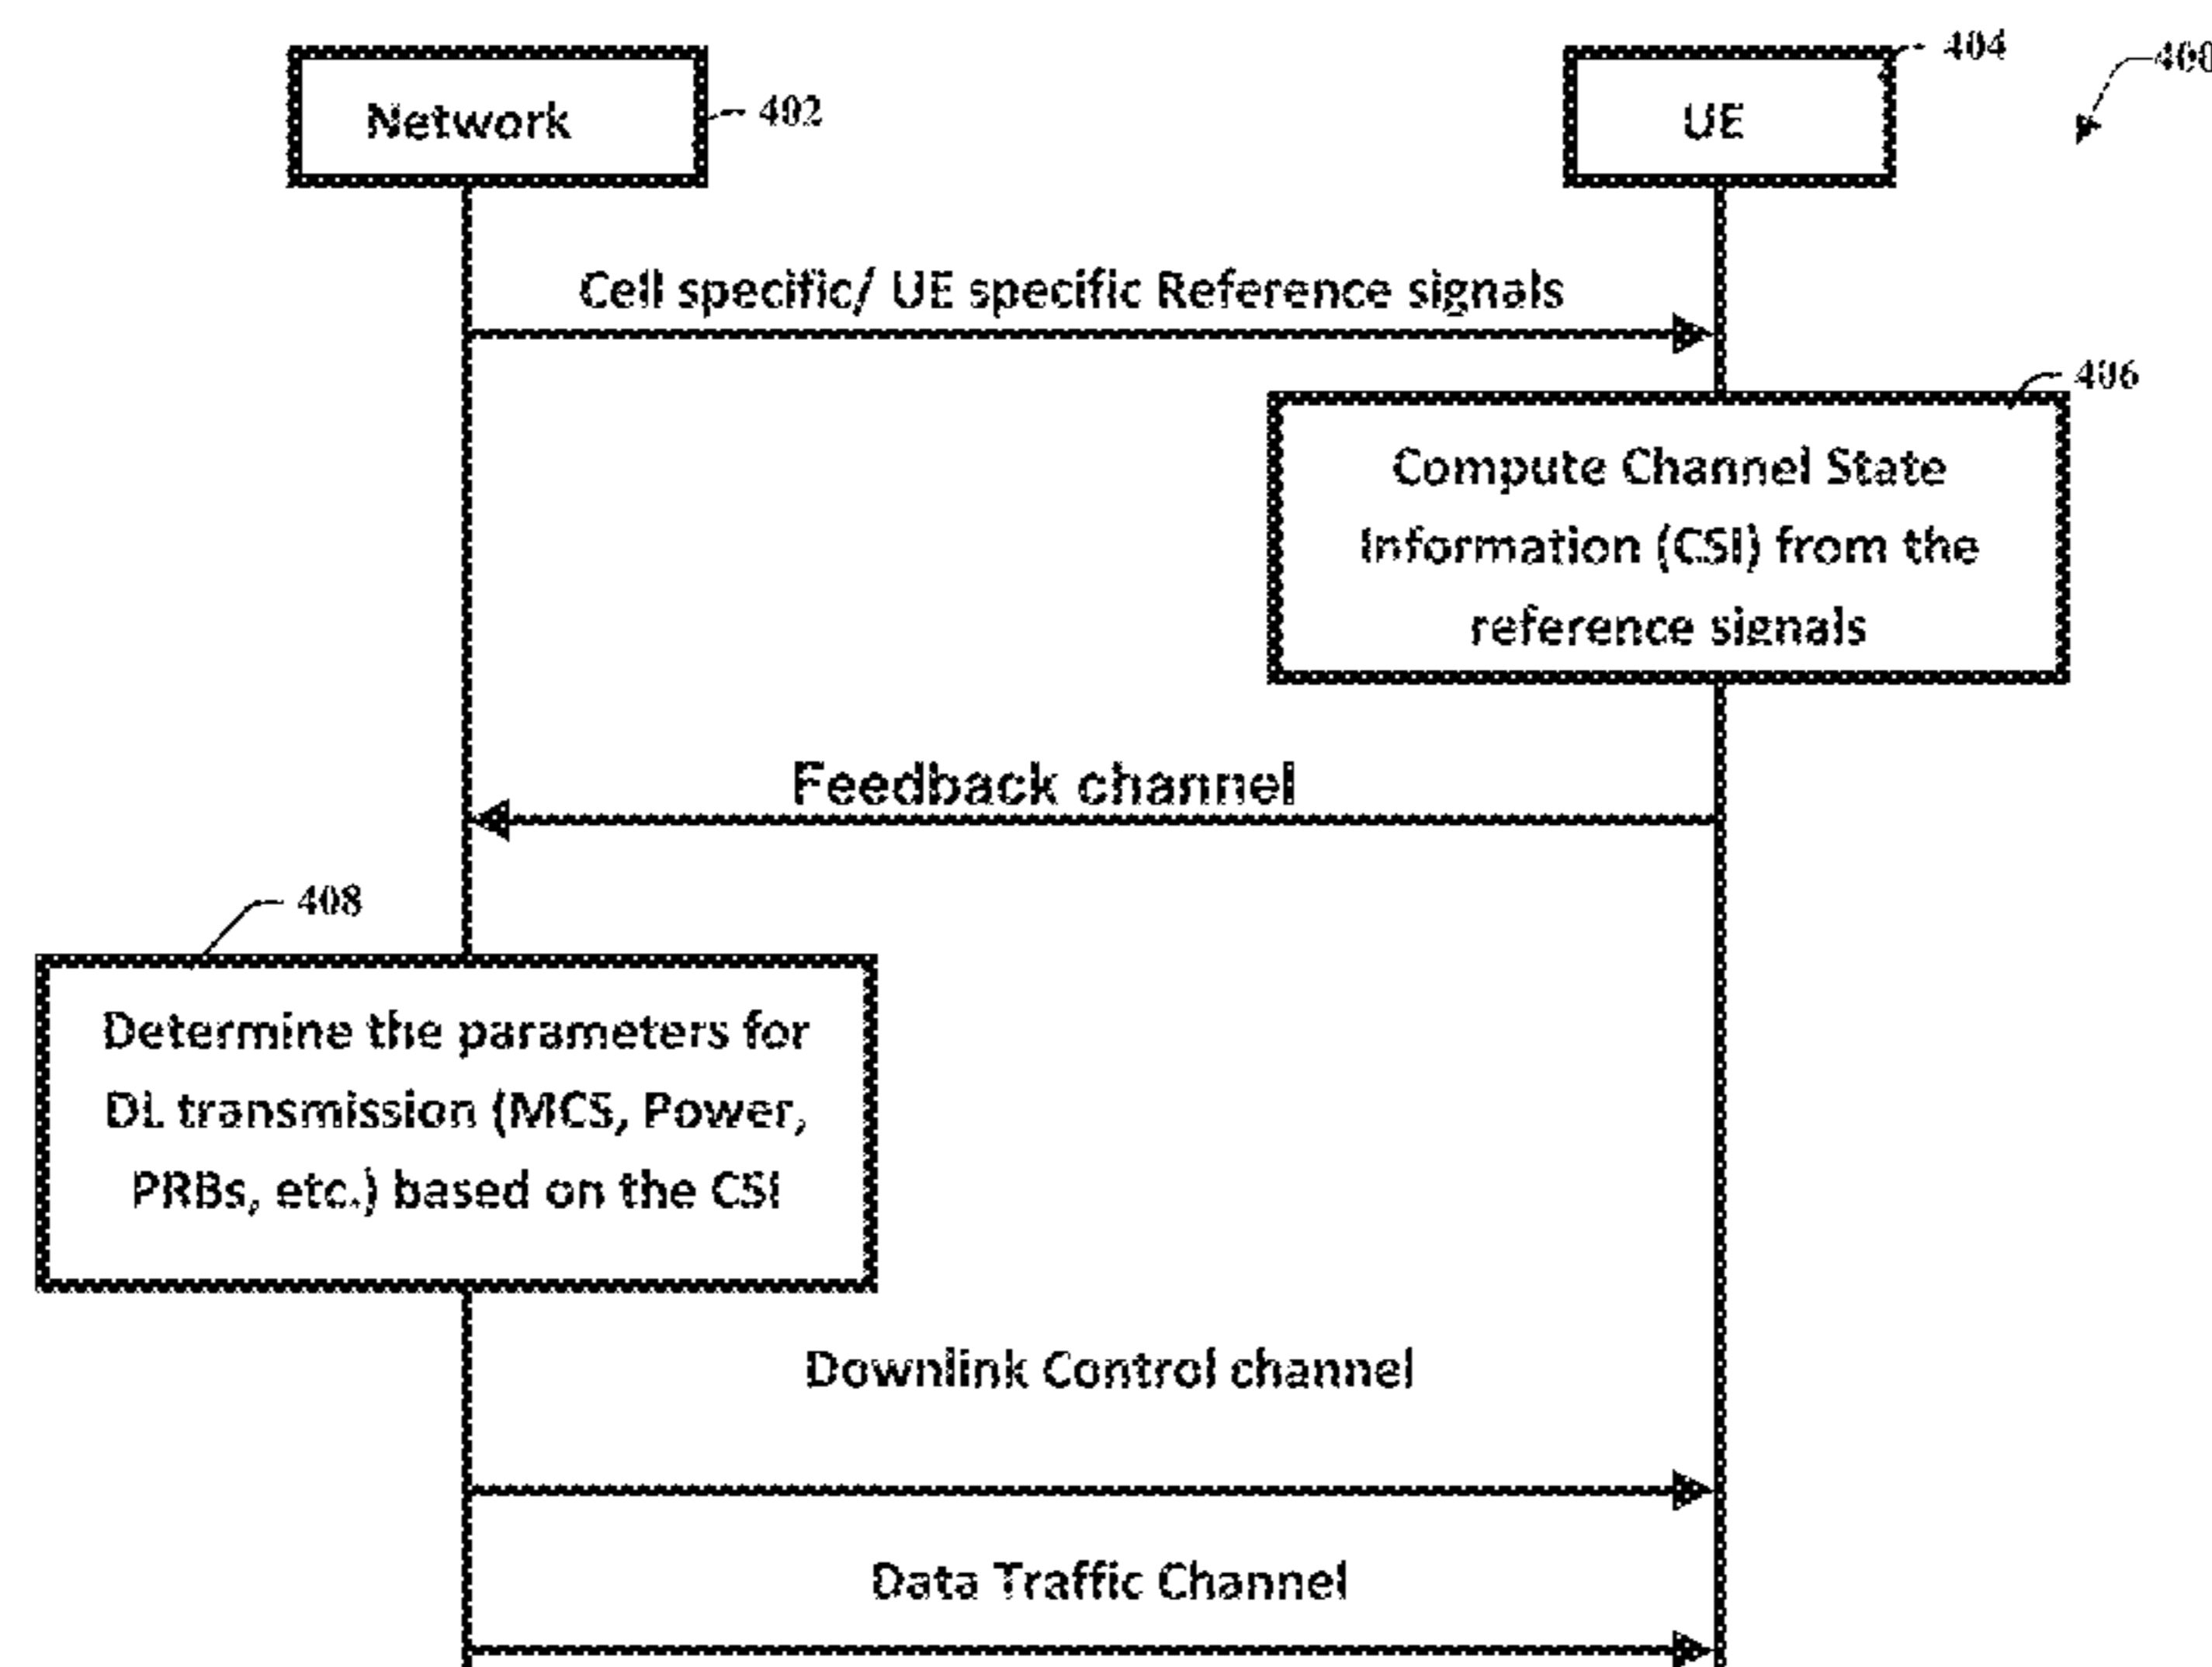 404
400
Network
402
UE
Cell specific/ UE specific Reference signals
406
Compute Channel State
Information (CSI) from the
reference signals
Feedback channel
408
Determine the parameters for
DL transmission (MCS, Power,
PRBs, etc.) based on the CSI
Downlink Control channel
Data Traffic Channel